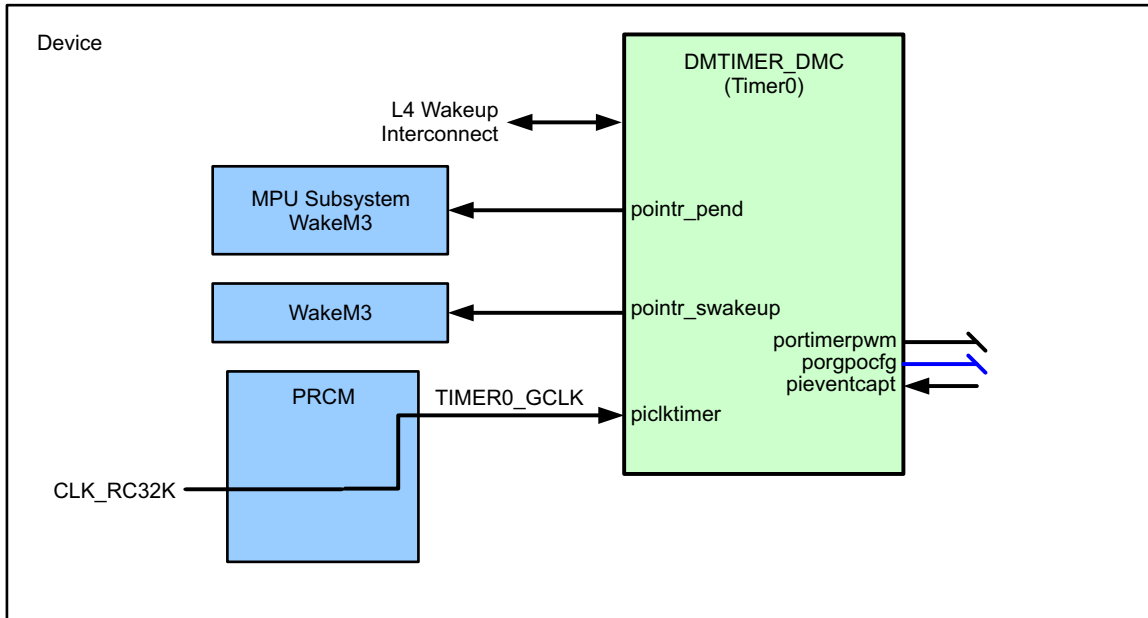 Device
DMTIMER_DMC
(Timer0)
L4 Wakeup
Interconnect
MPU Subsystem
WakeM3
pointr_pend
WakeM3
pointr_swakeup
portimerpwm
porgpocfg
pieventcapt
PRCM
TIMER0_GCLK
piclktimer
CLK_RC32K